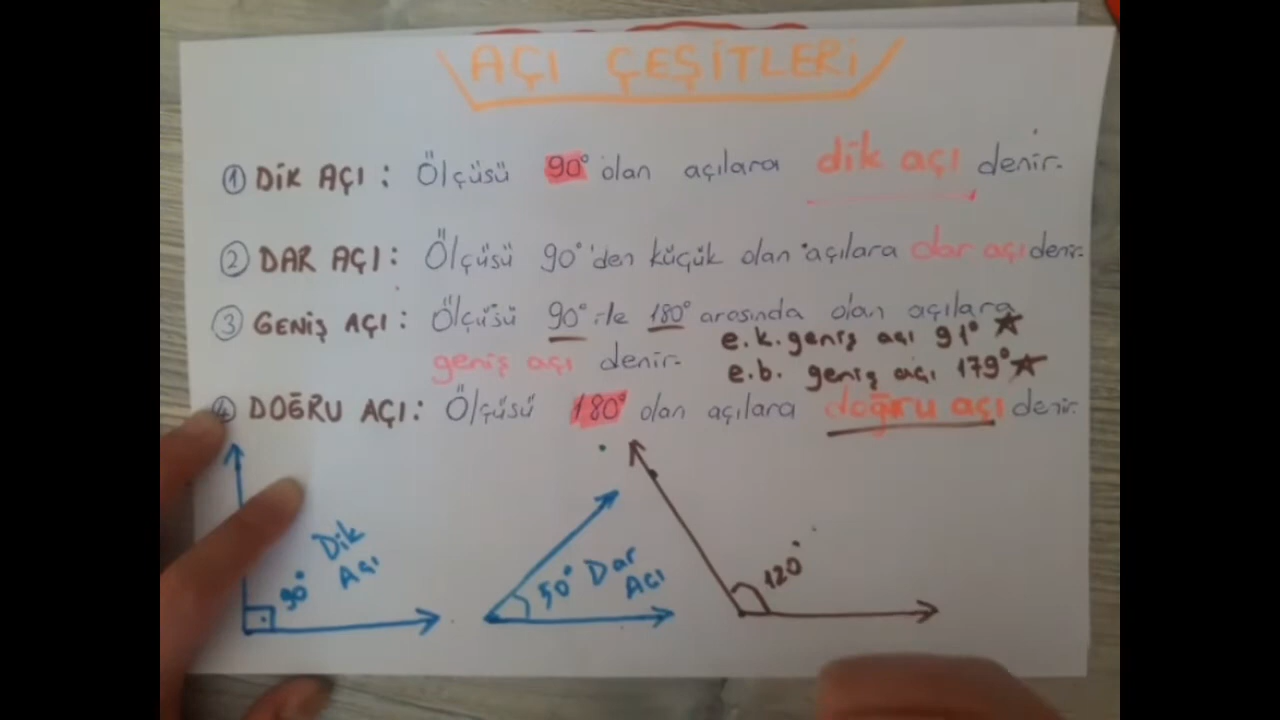 AÇI ÇEŞİTLERİ
① DİK AÇI : Ölçüsü 90° olan açılara dik açı denir.
② DAR AÇI : Ölçüsü 90°'den küçük olan açılara dar açı denir.
③ GENİŞ AÇI : Ölçüsü 90° ile 180° arasında olan açılara
geniş açı denir.
e.k. geniş açı 91°
e.b. geniş açı 179°
④ DOĞRU AÇI : Ölçüsü 180° olan açılara doğru açı denir.
90° Dik
Açı
50° Dar
Açı
120°